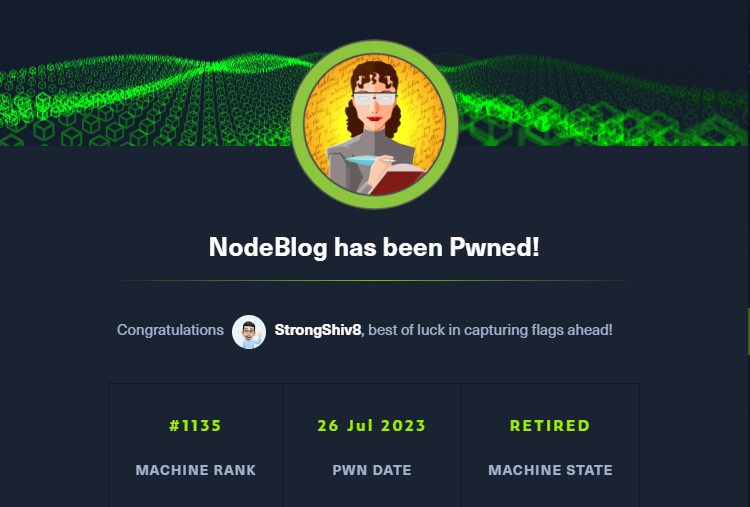 NodeBlog has been Pwned!
Congratulations StrongShiv8, best of luck in capturing flags ahead!
#1135 26 Jul 2023 RETIRED
MACHINE RANK PWN DATE MACHINE STATE